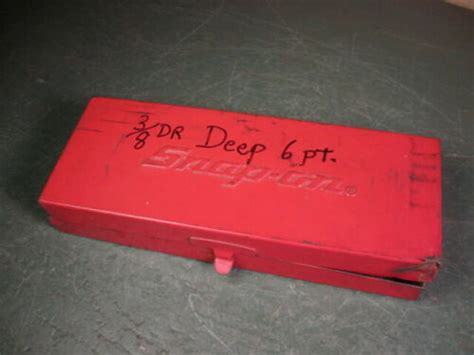 3/8 DR Deep 6 pt.
Snap-on®